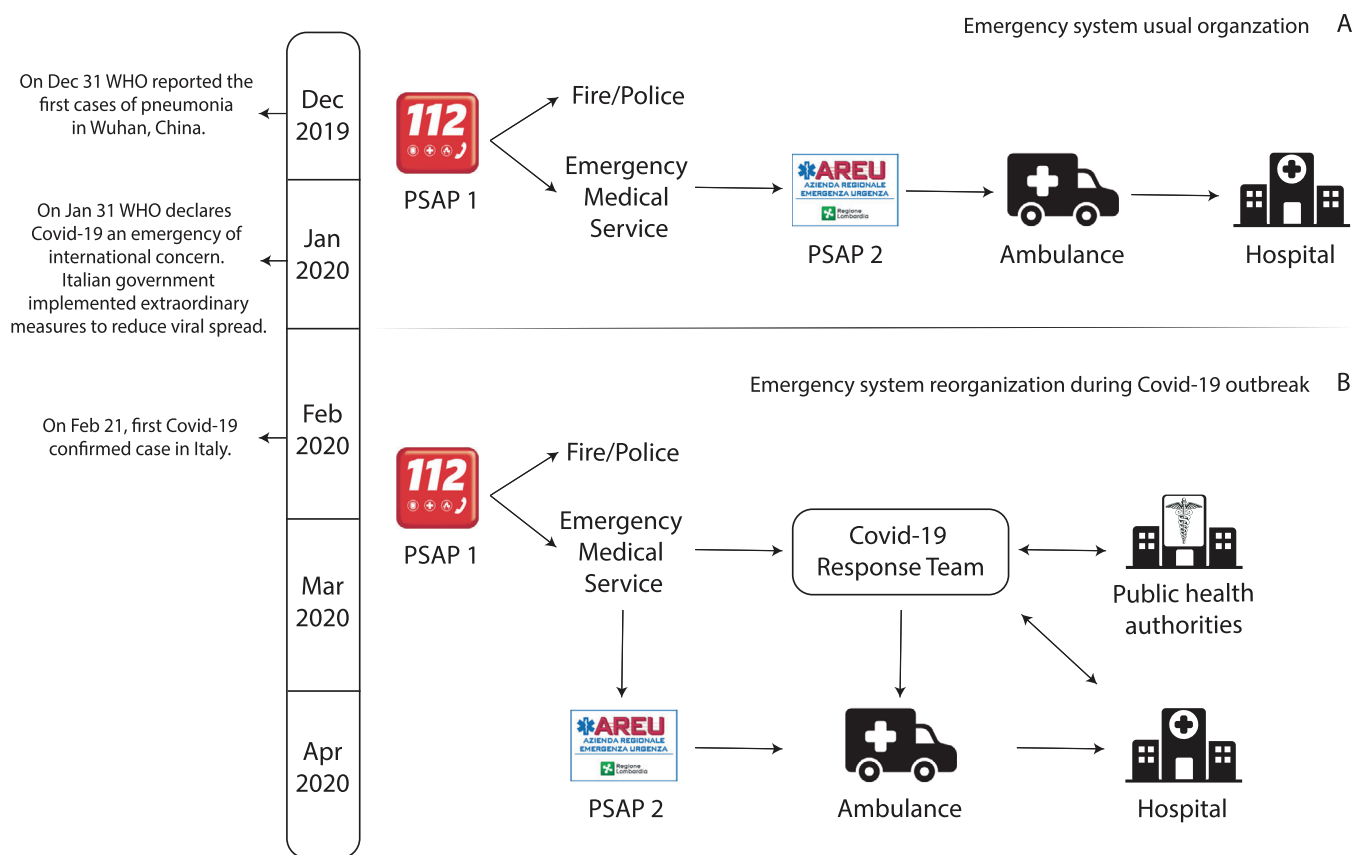 Emergency system usual organzation A
On Dec 31 WHO reported the
first cases of pneumonia
in Wuhan, China.
Dec
2019
On Jan 31 WHO declares
Covid-19 an emergency of
international concern.
Italian government
implemented extraordinary
measures to reduce viral spread.
Jan
2020
On Feb 21, first Covid-19
confirmed case in Italy.
Feb
2020
Mar
2020
Apr
2020
112
PSAP 1
Fire/Police
Emergency
Medical
Service
AREU
AZIENDA REGIONALE
EMERGENZA URGENZA
Regione
Lombardia
PSAP 2
Ambulance
Hospital
Emergency system reorganization during Covid-19 outbreak B
112
PSAP 1
Fire/Police
Emergency
Medical
Service
Covid-19
Response Team
Public health
authorities
AREU
AZIENDA REGIONALE
EMERGENZA URGENZA
Regione
Lombardia
PSAP 2
Ambulance
Hospital